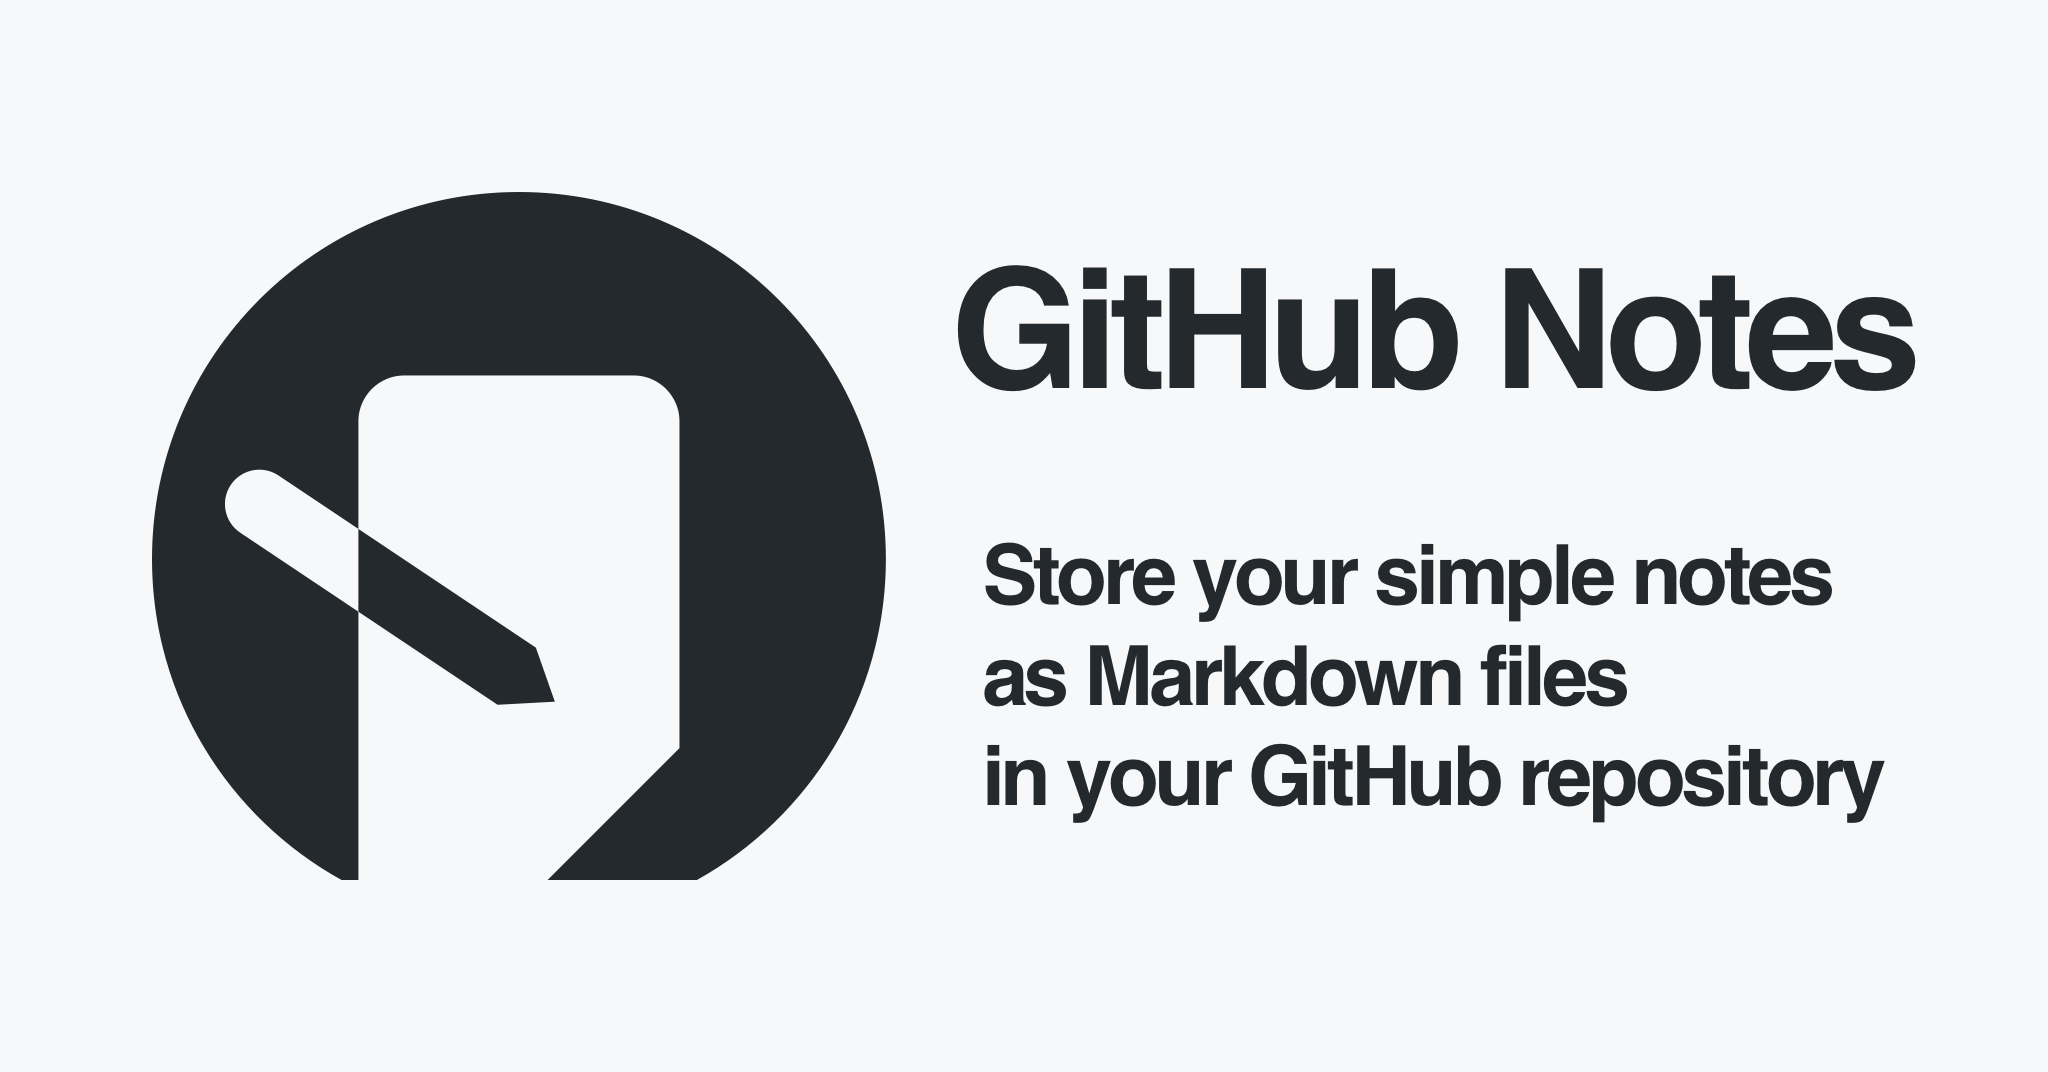 GitHub Notes
Store your simple notes
as Markdown files
in your GitHub repository